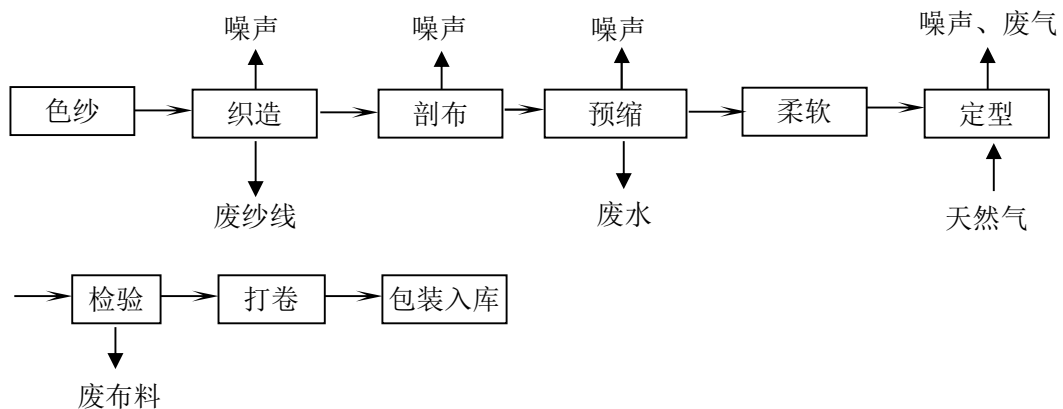 噪声
噪声
噪声
噪声、废气
色纱
织造
剖布
预缩
柔软
定型
废纱线
废水
天然气
检验
打卷
包装入库
废布料